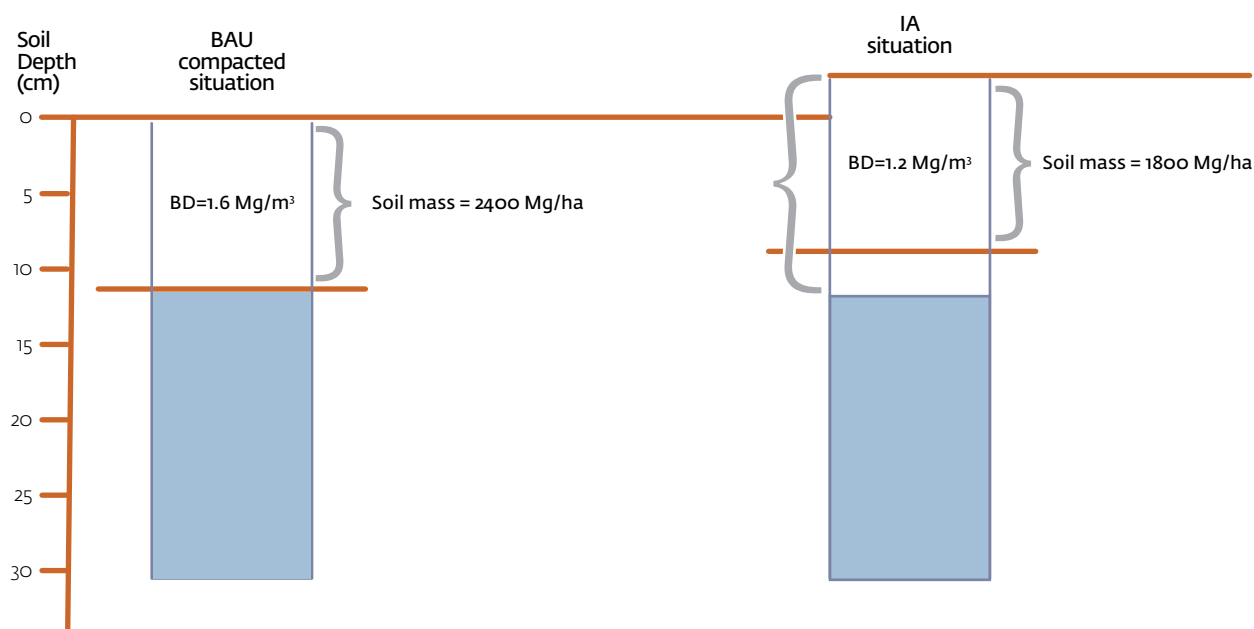 Soil
Depth
(cm)
BAU
compacted
situation
IA
situation
0
5
10
15
20
25
30
BD=1.6 Mg/m³
Soil mass = 2400 Mg/ha
BD=1.2 Mg/m³
Soil mass = 1800 Mg/ha